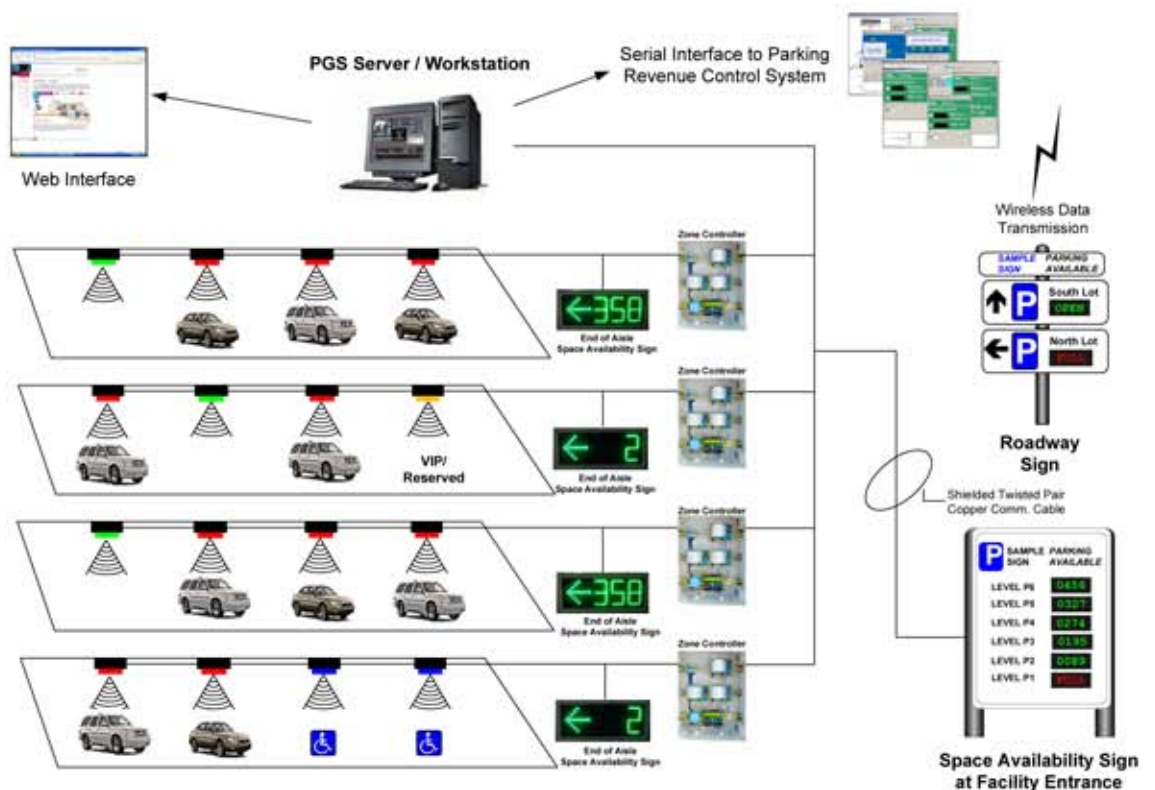 PGS Server / Workstation
Serial Interface to Parking
Revenue Control System
Web Interface
Wireless Data
Transmission
SAMPLE PARKING
SIGN AVAILABLE
P South Lot
OPEN
P North Lot
FULL
Roadway
Sign
Zone Controller
←358
End of Aisle
Space Availability Sign
Zone Controller
← 2
End of Aisle
Space Availability Sign
VIP/
Reserved
Zone Controller
←358
End of Aisle
Space Availability Sign
Zone Controller
← 2
End of Aisle
Space Availability Sign
Shielded Twisted Pair
Copper Comm. Cable
P SAMPLE PARKING
SIGN AVAILABLE
LEVEL P6 0456
LEVEL P5 0327
LEVEL P4 0274
LEVEL P3 0195
LEVEL P2 0089
LEVEL P1 FULL
Space Availability Sign
at Facility Entrance